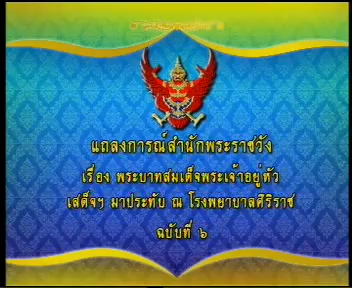 แถลงการณ์สำนักพระราชวัง
เรื่อง พระบาทสมเด็จพระเจ้าอยู่หัว
เสด็จฯ มาประทับ ณ โรงพยาบาลศิริราช
ฉบับที่ ๖